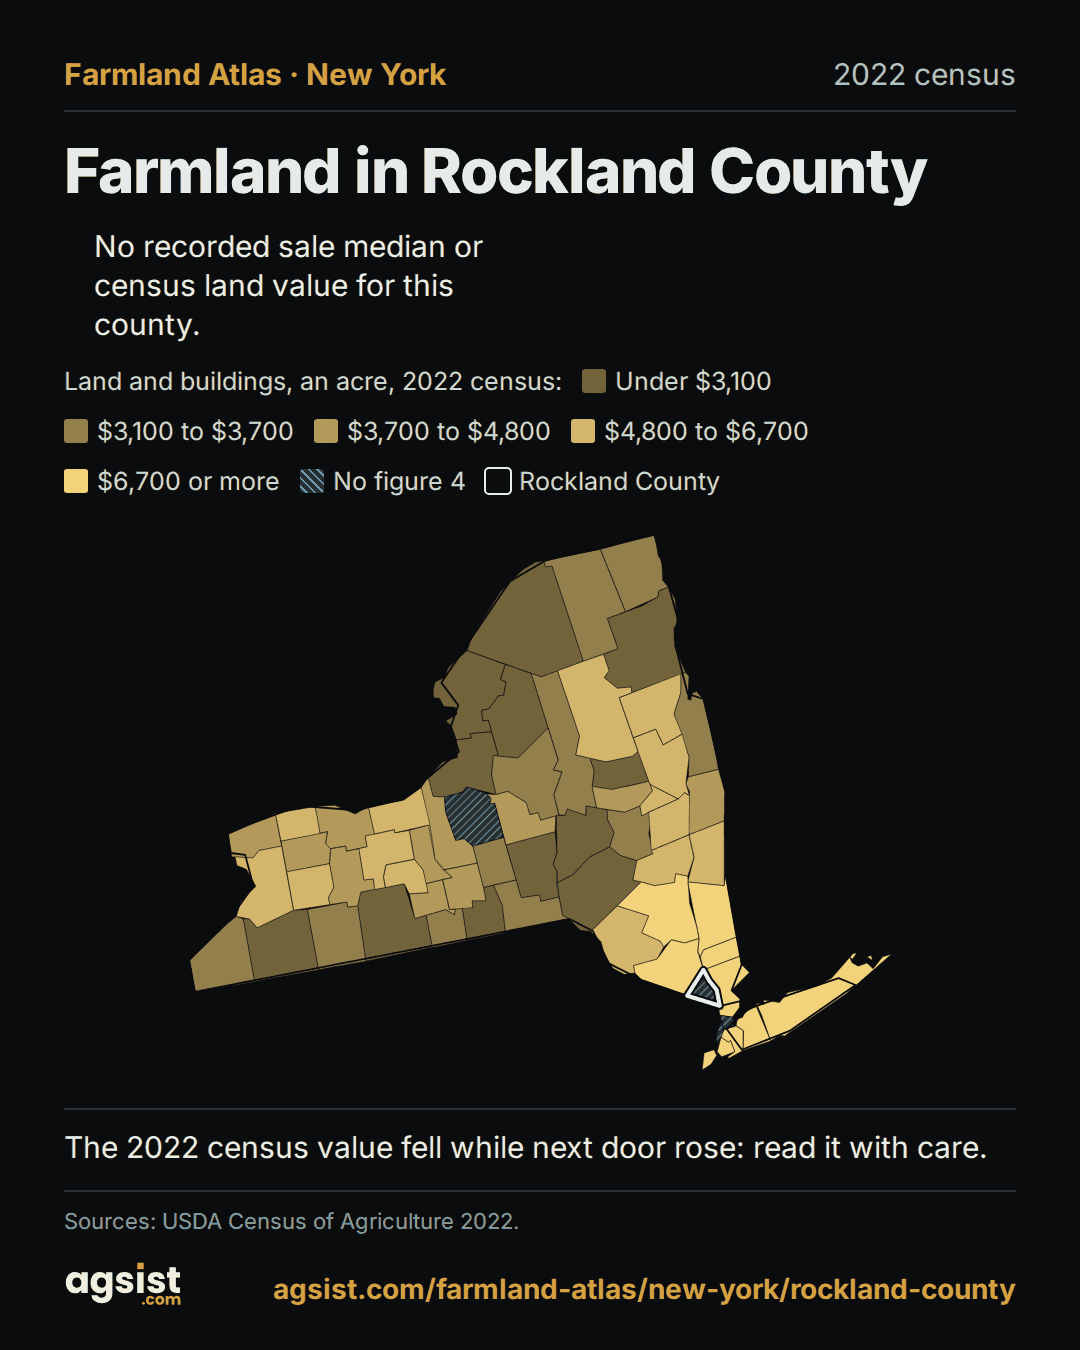 Farmland Atlas · New York
2022 census
Farmland in Rockland County
No recorded sale median or
census land value for this
county.
Land and buildings, an acre, 2022 census: Under $3,100
$3,100 to $3,700 $3,700 to $4,800 $4,800 to $6,700
$6,700 or more No figure 4 Rockland County
The 2022 census value fell while next door rose: read it with care.
Sources: USDA Census of Agriculture 2022.
agsist
.com
agsist.com/farmland-atlas/new-york/rockland-county